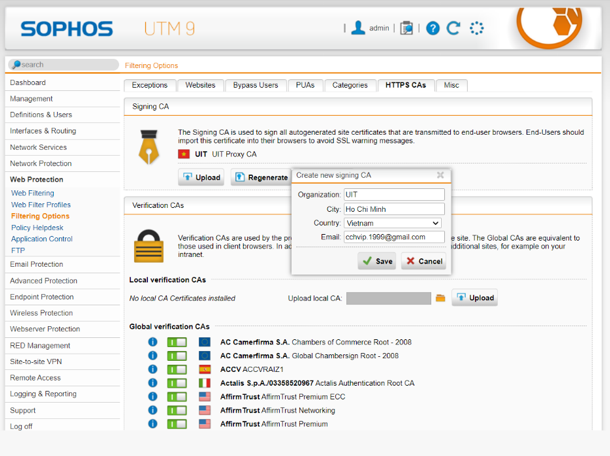 SOPHOS
UTM 9
admin
search
Filtering Options
Dashboard
Management
Definitions & Users
Interfaces & Routing
Network Services
Network Protection
Web Protection
Web Filtering
Web Filter Profiles
Filtering Options
Policy Helpdesk
Application Control
FTP
Email Protection
Advanced Protection
Endpoint Protection
Wireless Protection
Webserver Protection
RED Management
Site-to-site VPN
Remote Access
Logging & Reporting
Support
Log off
Exceptions
Websites
Bypass Users
PUAs
Categories
HTTPS CAs
Misc
Signing CA
The Signing CA is used to sign all autogenerated site certificates that are transmitted to end-user browsers. End-Users should
import this certificate into their browsers to avoid SSL warning messages.
UIT UIT Proxy CA
Upload
Regenerate
Create new signing CA
Organization: UIT
City: Ho Chi Minh
Country: Vietnam
Email: cchvip.1999@gmail.com
Save
Cancel
Verification CAs
Verification CAs are used by the pro
e site. The Global CAs are equivalent to
those used in client browsers. In ad
dditional sites, for example on your
intranet.
Local verification CAs
No local CA Certificates installed
Upload local CA:
Upload
Global verification CAs
AC Camerfirma S.A. Chambers of Commerce Root - 2008
AC Camerfirma S.A. Global Chambersign Root - 2008
ACCV ACCVRAIZ1
Actalis S.p.A./03358520967 Actalis Authentication Root CA
AffirmTrust AffirmTrust Premium ECC
AffirmTrust AffirmTrust Networking
AffirmTrust AffirmTrust Premium